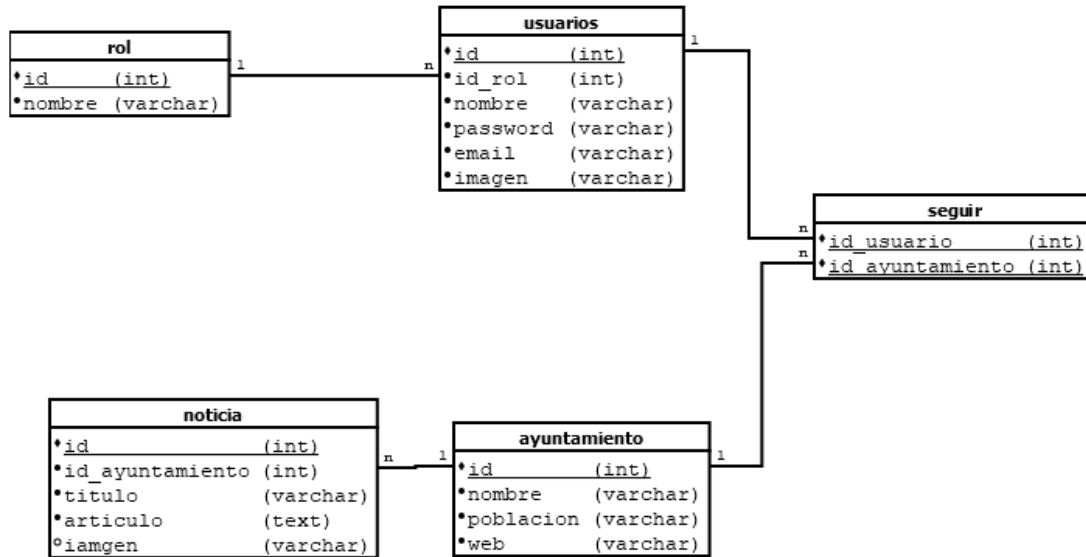 rol
id (int)
nombre (varchar)
1
n
usuarios
id (int)
id_rol (int)
nombre (varchar)
password (varchar)
email (varchar)
imagen (varchar)
1
n
seguir
id_usuario (int)
id_ayuntamiento (int)
n
noticia
id (int)
id_ayuntamiento (int)
titulo (varchar)
articulo (text)
iamgen (varchar)
n
1
ayuntamiento
id (int)
nombre (varchar)
poblacion (varchar)
web (varchar)
1